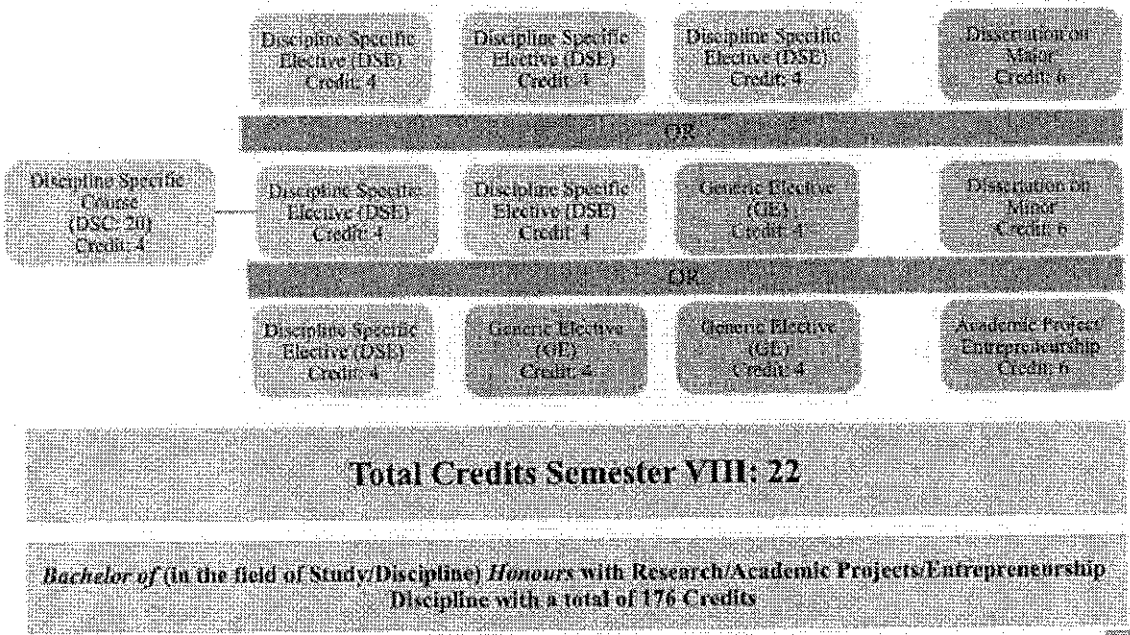 Discipline Specific
Elective (DSE)
Credit: 4
Discipline Specific
Elective (DSE)
Credit: 4
Discipline Specific
Elective (DSE)
Credit: 4
Dissertation on
Major
Credit: 6
OR
Discipline Specific
Course
(DSC: 20)
Credit: 4
Discipline Specific
Elective (DSE)
Credit: 4
Discipline Specific
Elective (DSE)
Credit: 4
Generic Elective
(GE)
Credit: 4
Dissertation on
Minor
Credit: 6
OR
Discipline Specific
Elective (DSE)
Credit: 4
Generic Elective
(GE)
Credit: 4
Generic Elective
(GE)
Credit: 4
Academic Project/
Entrepreneurship
Credit: 6
Total Credits Semester VIII: 22
Bachelor of (in the field of Study/Discipline) Honours with Research/Academic Projects/Entrepreneurship
Discipline with a total of 176 Credits